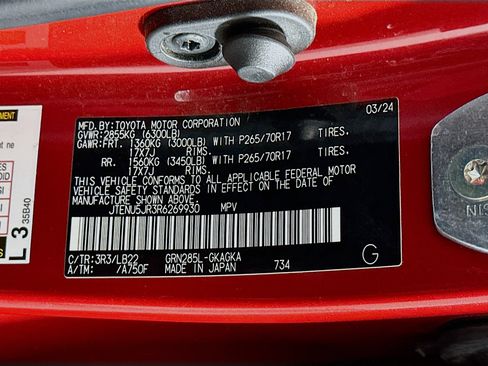 MFD.BY:TOYOTA MOTOR CORPORATION 03/24
GVWR: 2855KG (6300LB)
GAWR:FRT. 1360KG (3000LB) WITH P265/70R17 TIRES.
17X7J RIMS.
RR. 1560KG (3450LB) WITH P265/70R17 TIRES.
17X7J RIMS.
THIS VEHICLE CONFORMS TO ALL APPLICABLE FEDERAL MOTOR
VEHICLE SAFETY STANDARDS IN EFFECT ON THE DATE OF
MANUFACTURE SHOWN ABOVE.
JTENU5JR3R6269930 MPV
C/TR:3R3/LB22 GRN285L-GKAGKA
A/TM: /A750F MADE IN JAPAN 734
G
L 3
35B40
NIS